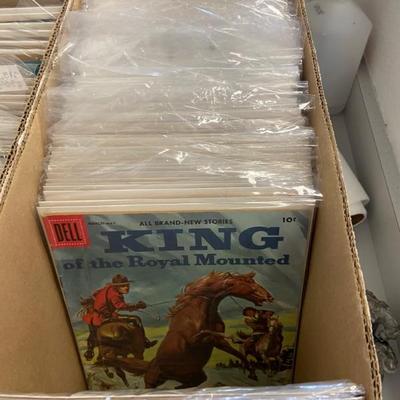 ALL BRAND-NEW STORIES
10¢
DELL
KING
of the Royal Mounted